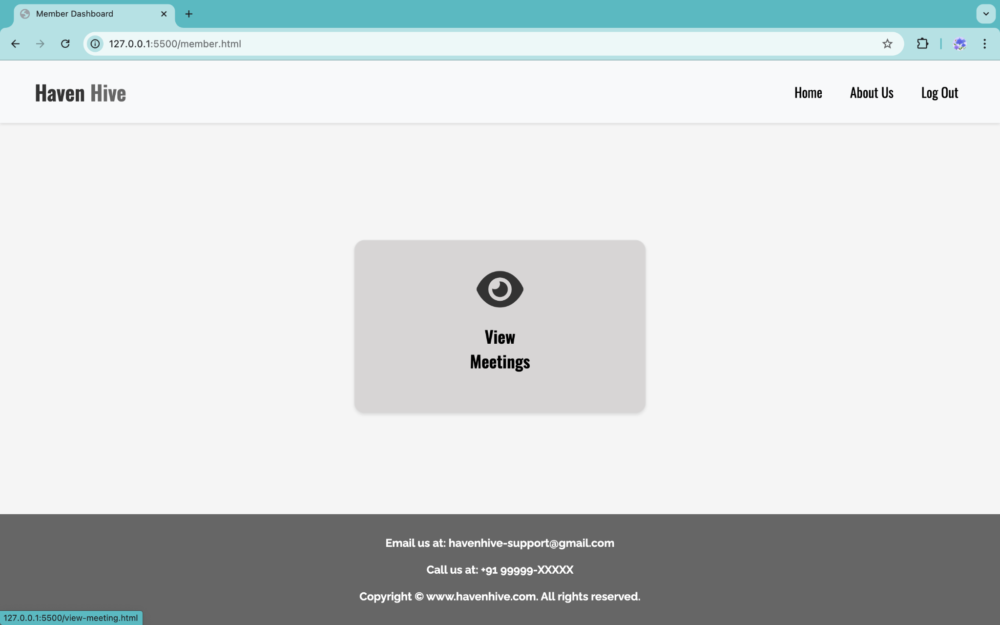 Member Dashboard
127.0.0.1:5500/member.html
Haven Hive
Home About Us Log Out
View
Meetings
Email us at: havenhive-support@gmail.com
Call us at: +91 99999-XXXXX
Copyright © www.havenhive.com. All rights reserved.
127.0.0.1:5500/view-meeting.html